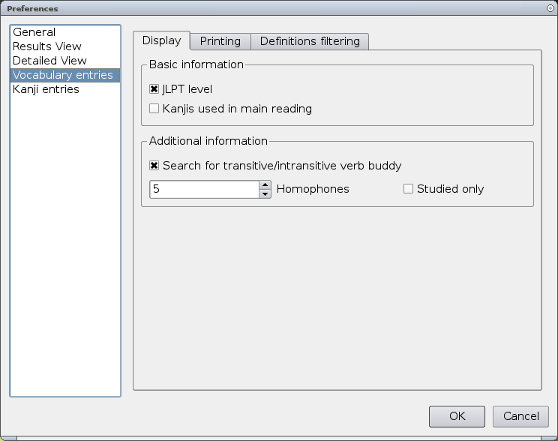 Preferences
General
Results View
Detailed View
Vocabulary entries
Kanji entries
Display Printing Definitions filtering
Basic information
JLPT level
Kanjis used in main reading
Additional information
Search for transitive/intransitive verb buddy
5 Homophones Studied only
OK Cancel